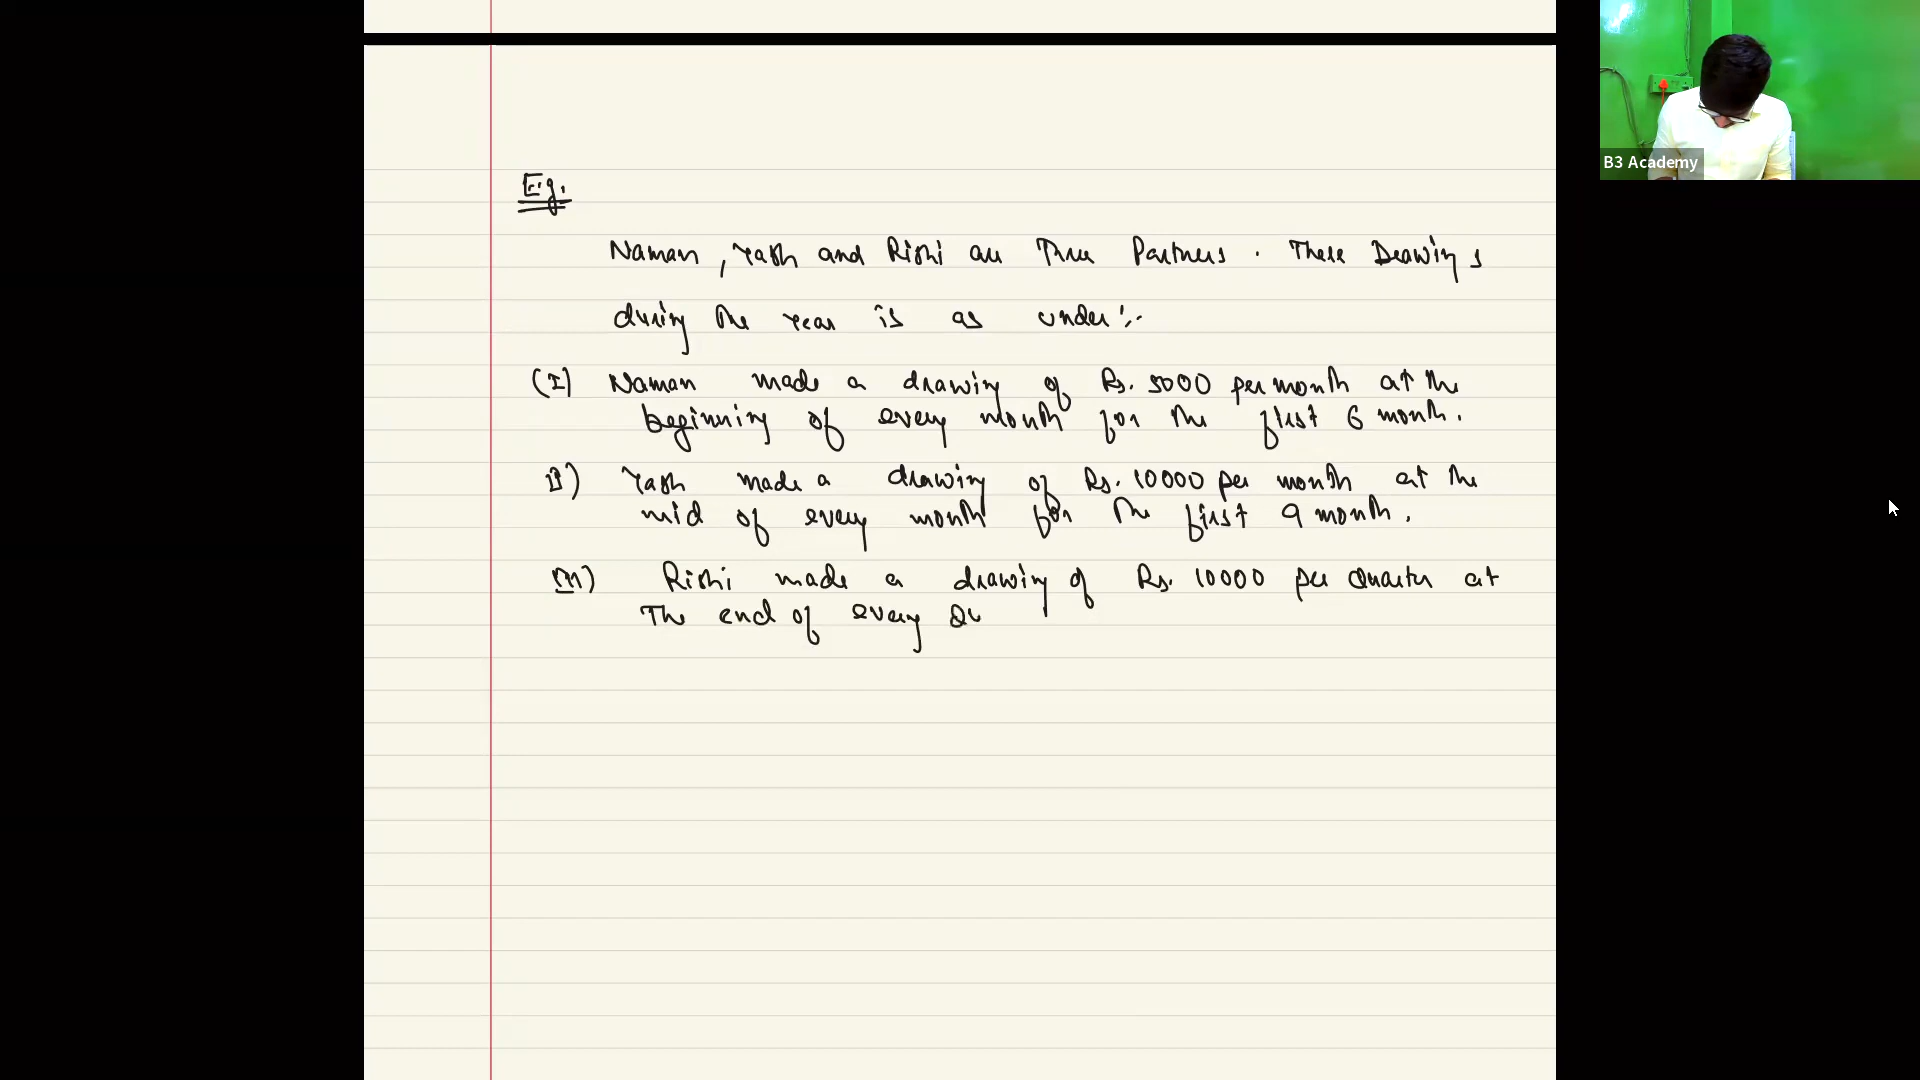 E.g.
Naman, Yash and Rishi are Three Partners. These Drawings
during the year is as under:-
(I) Naman made a drawing of Rs. 5000 per month at the
beginning of every month for the first 6 month.
II) Yash made a drawing of Rs. 10000 per month at the
mid of every month for the first 9 month.
III) Rishi made a drawing of Rs. 10000 per Quarter at
The end of every Qu
B3 Academy